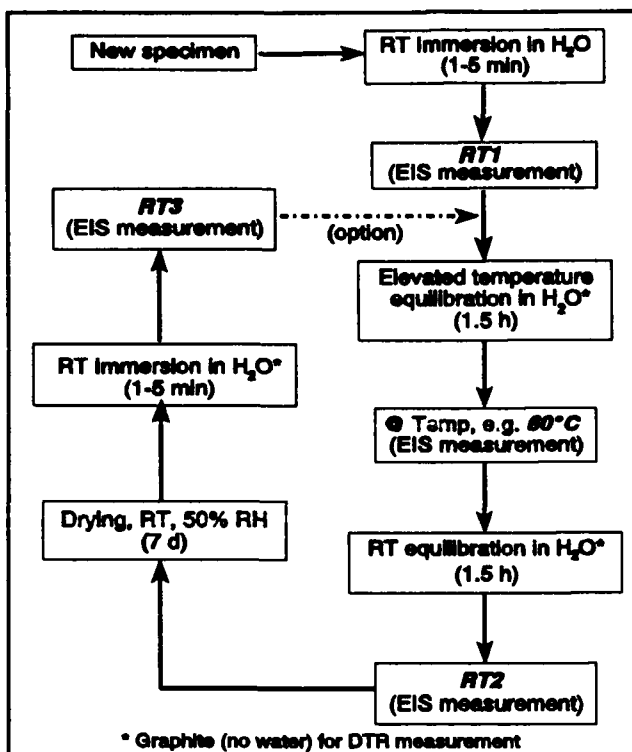 New specimen
RT immersion in H₂O
(1-5 min)
RT1
(EIS measurement)
RT3
(EIS measurement)
(option)
Elevated temperature
equilibration in H₂O*
(1.5 h)
RT immersion in H₂O*
(1-5 min)
@ Temp, e.g. 60°C
(EIS measurement)
Drying, RT, 50% RH
(7 d)
RT equilibration in H₂O*
(1.5 h)
RT2
(EIS measurement)
* Graphite (no water) for DTR measurement